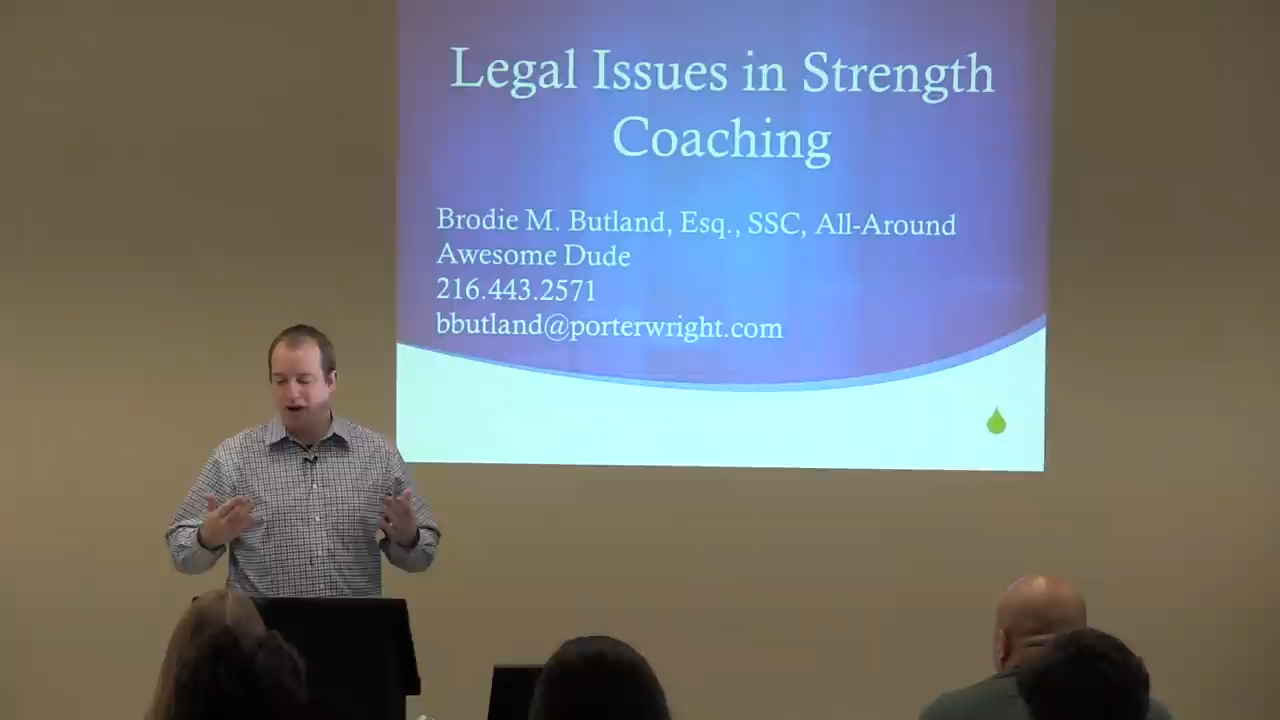 Legal Issues in Strength
Coaching
Brodie M. Butland, Esq., SSC, All-Around
Awesome Dude
216.443.2571
bbutland@porterwright.com